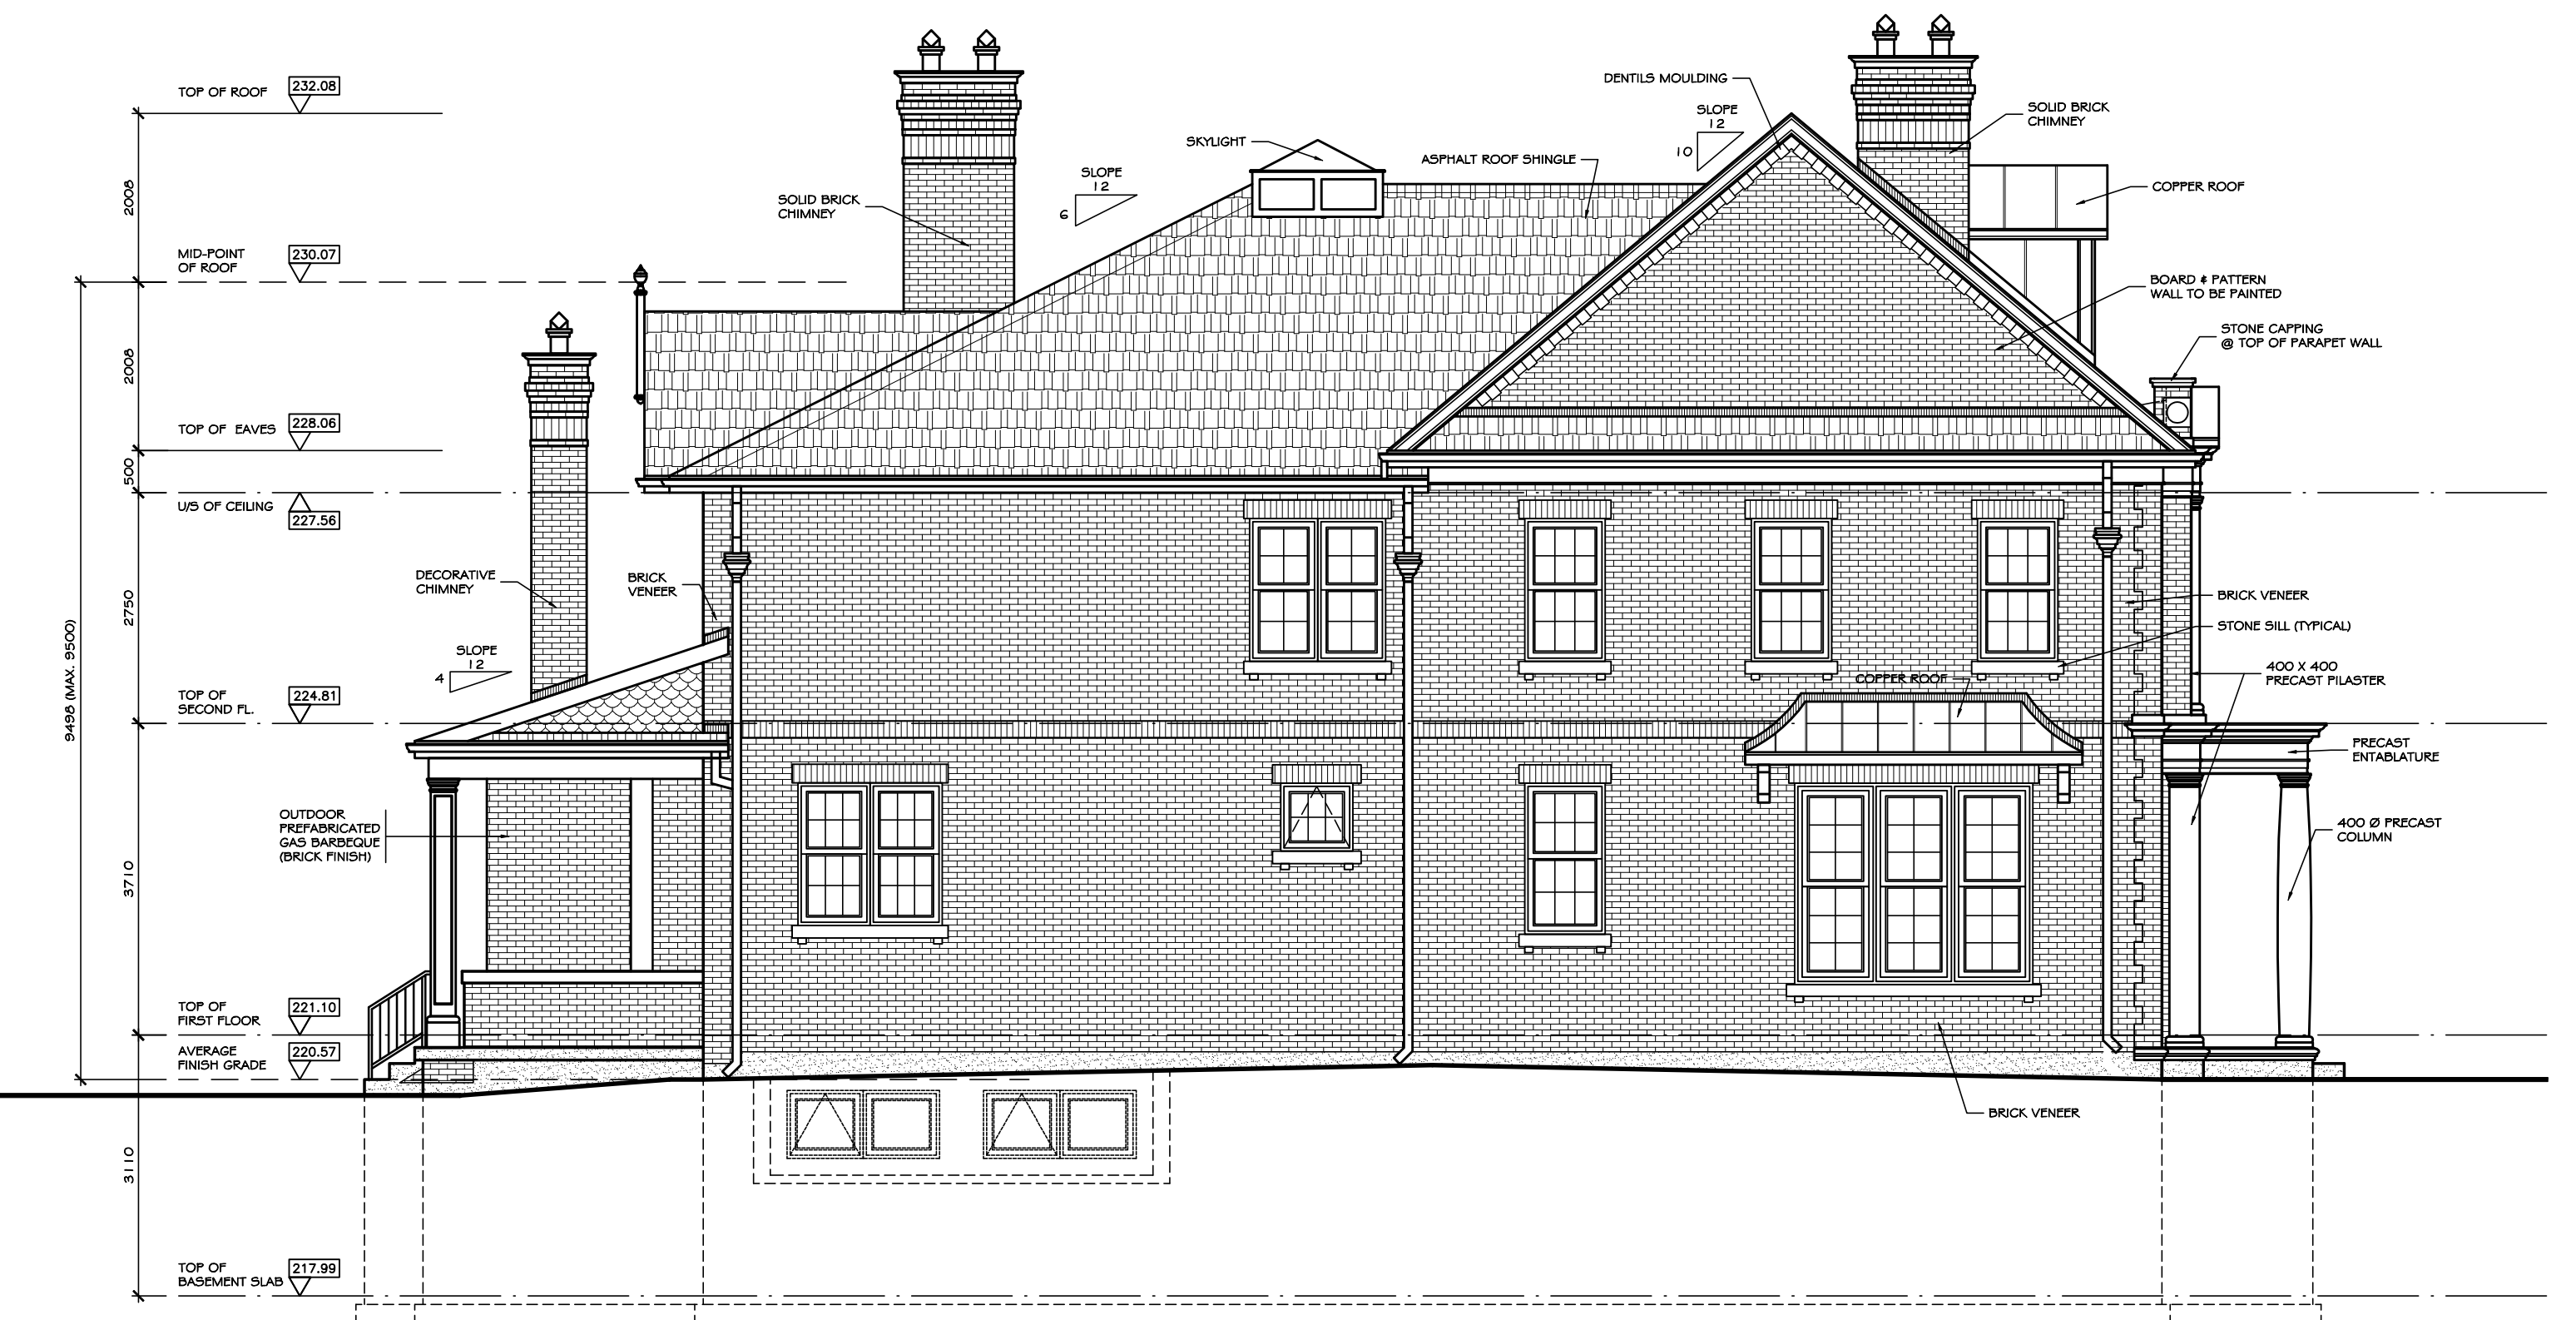 TOP OF ROOF
232.08
2008
MID-POINT
OF ROOF
230.07
2008
TOP OF EAVES
228.06
500
U/S OF CEILING
227.56
2750
9498 (MAX. 9500)
TOP OF
SECOND FL.
224.81
3710
TOP OF
FIRST FLOOR
221.10
AVERAGE
FINISH GRADE
220.57
3110
TOP OF
BASEMENT SLAB
217.99
DECORATIVE
CHIMNEY
BRICK
VENEER
SLOPE
12
4
OUTDOOR
PREFABRICATED
GAS BARBEQUE
(BRICK FINISH)
SOLID BRICK
CHIMNEY
SLOPE
12
6
SKYLIGHT
ASPHALT ROOF SHINGLE
DENTILS MOULDING
SLOPE
12
10
SOLID BRICK
CHIMNEY
COPPER ROOF
BOARD & PATTERN
WALL TO BE PAINTED
STONE CAPPING
@ TOP OF PARAPET WALL
BRICK VENEER
STONE SILL (TYPICAL)
400 X 400
PRECAST PILASTER
COPPER ROOF
PRECAST
ENTABLATURE
400 Ø PRECAST
COLUMN
BRICK VENEER